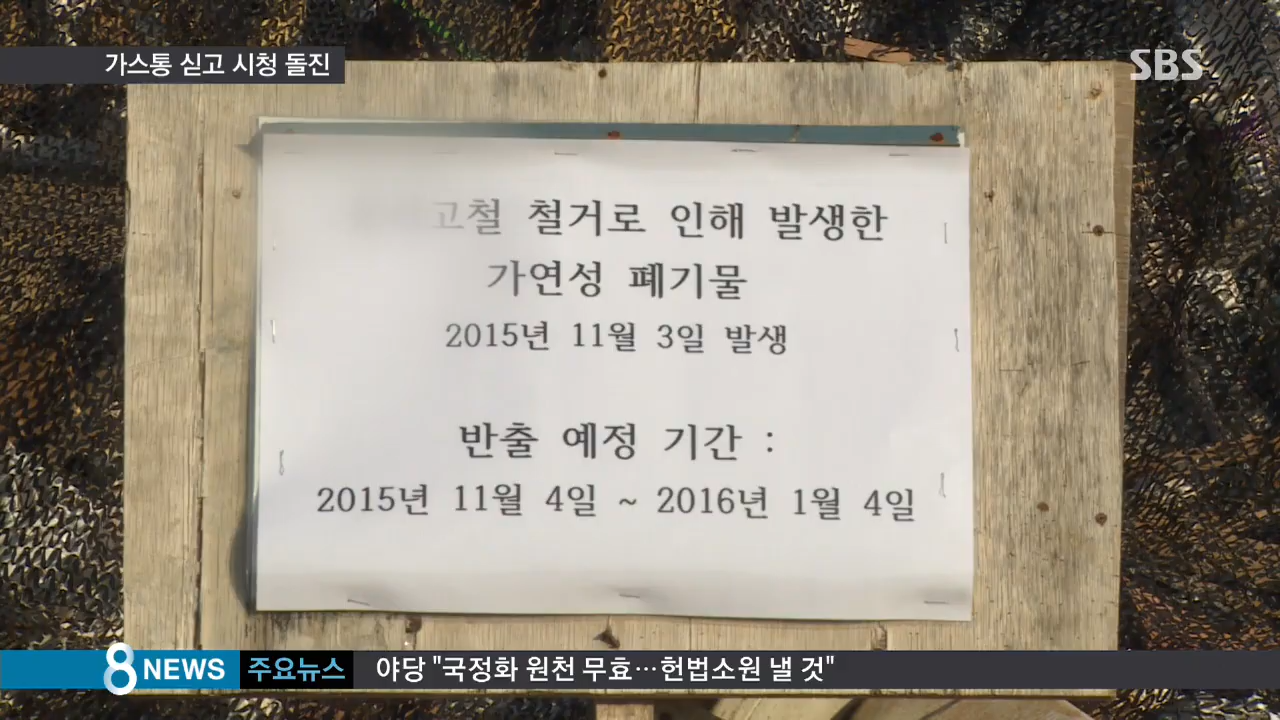 가스통 싣고 시청 돌진
SBS
고철 철거로 인해 발생한
가연성 폐기물
2015년 11월 3일 발생
반출 예정 기간 :
2015년 11월 4일 ~ 2016년 1월 4일
8 NEWS 주요뉴스 야당 "국정화 원천 무효…헌법소원 낼 것"